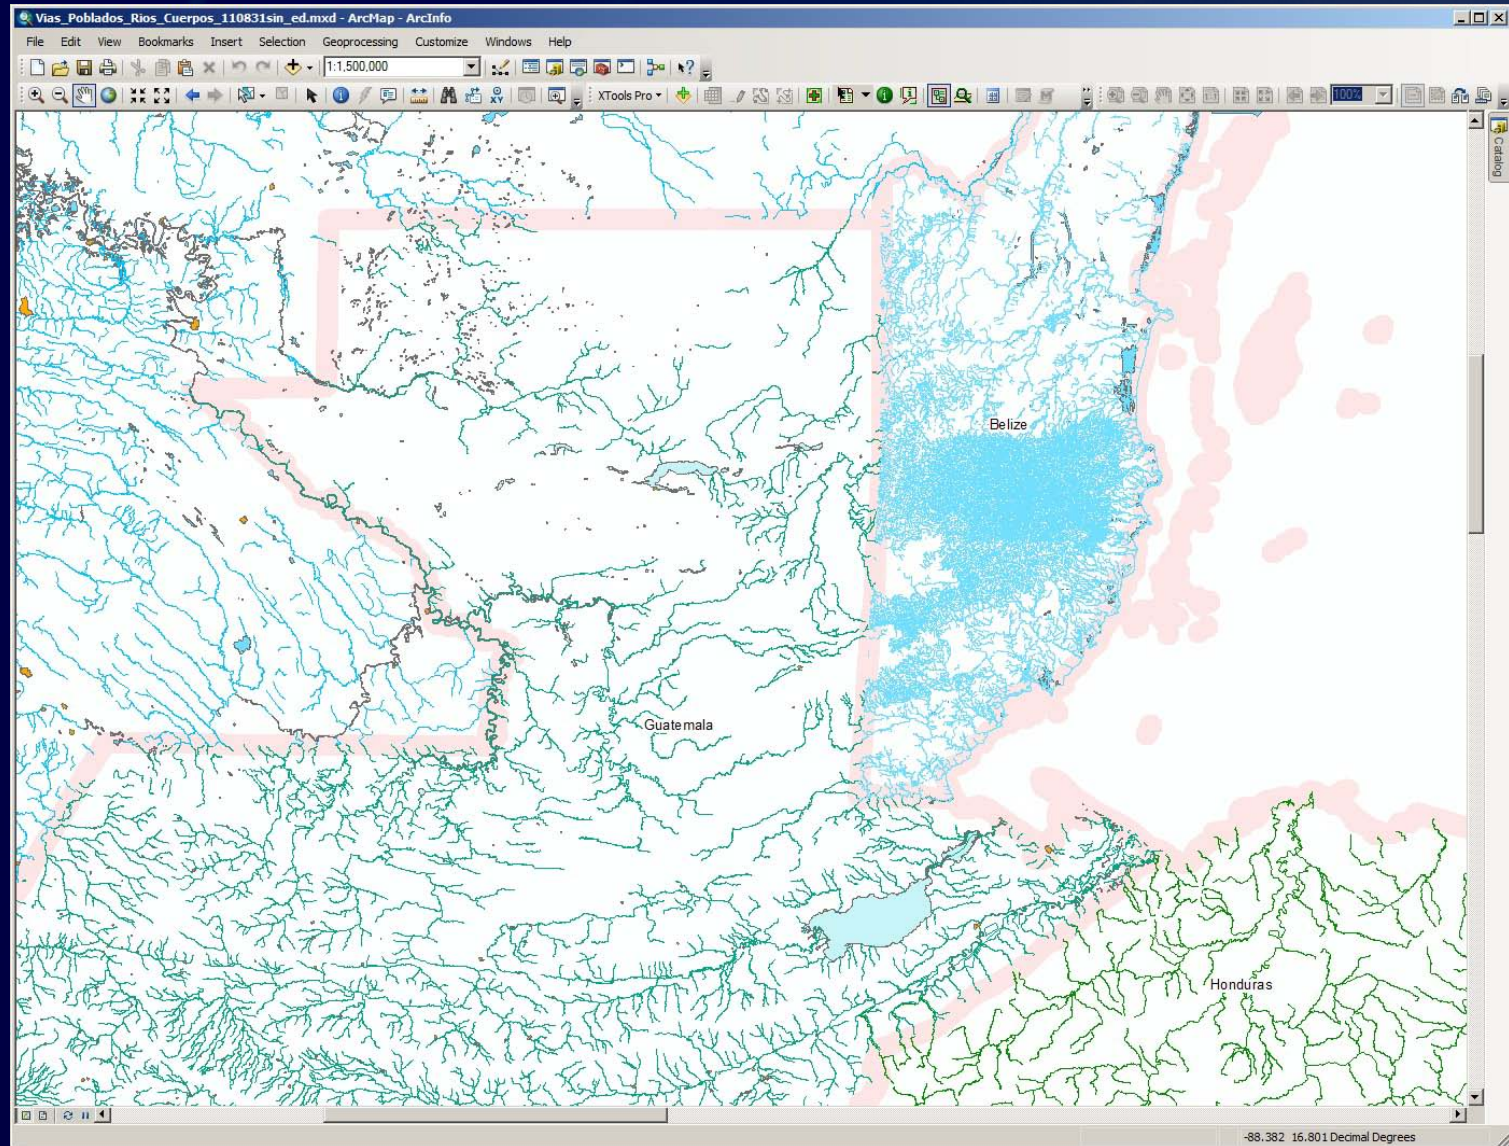 Vias_Poblados_Rios_Cuerpos_110831sin_ed.mxd - ArcMap - ArcInfo
File Edit View Bookmarks Insert Selection Geoprocessing Customize Windows Help
1:1,500,000
XTools Pro
100%
Catalog
Belize
Guatemala
Honduras
-88.382 16.801 Decimal Degrees